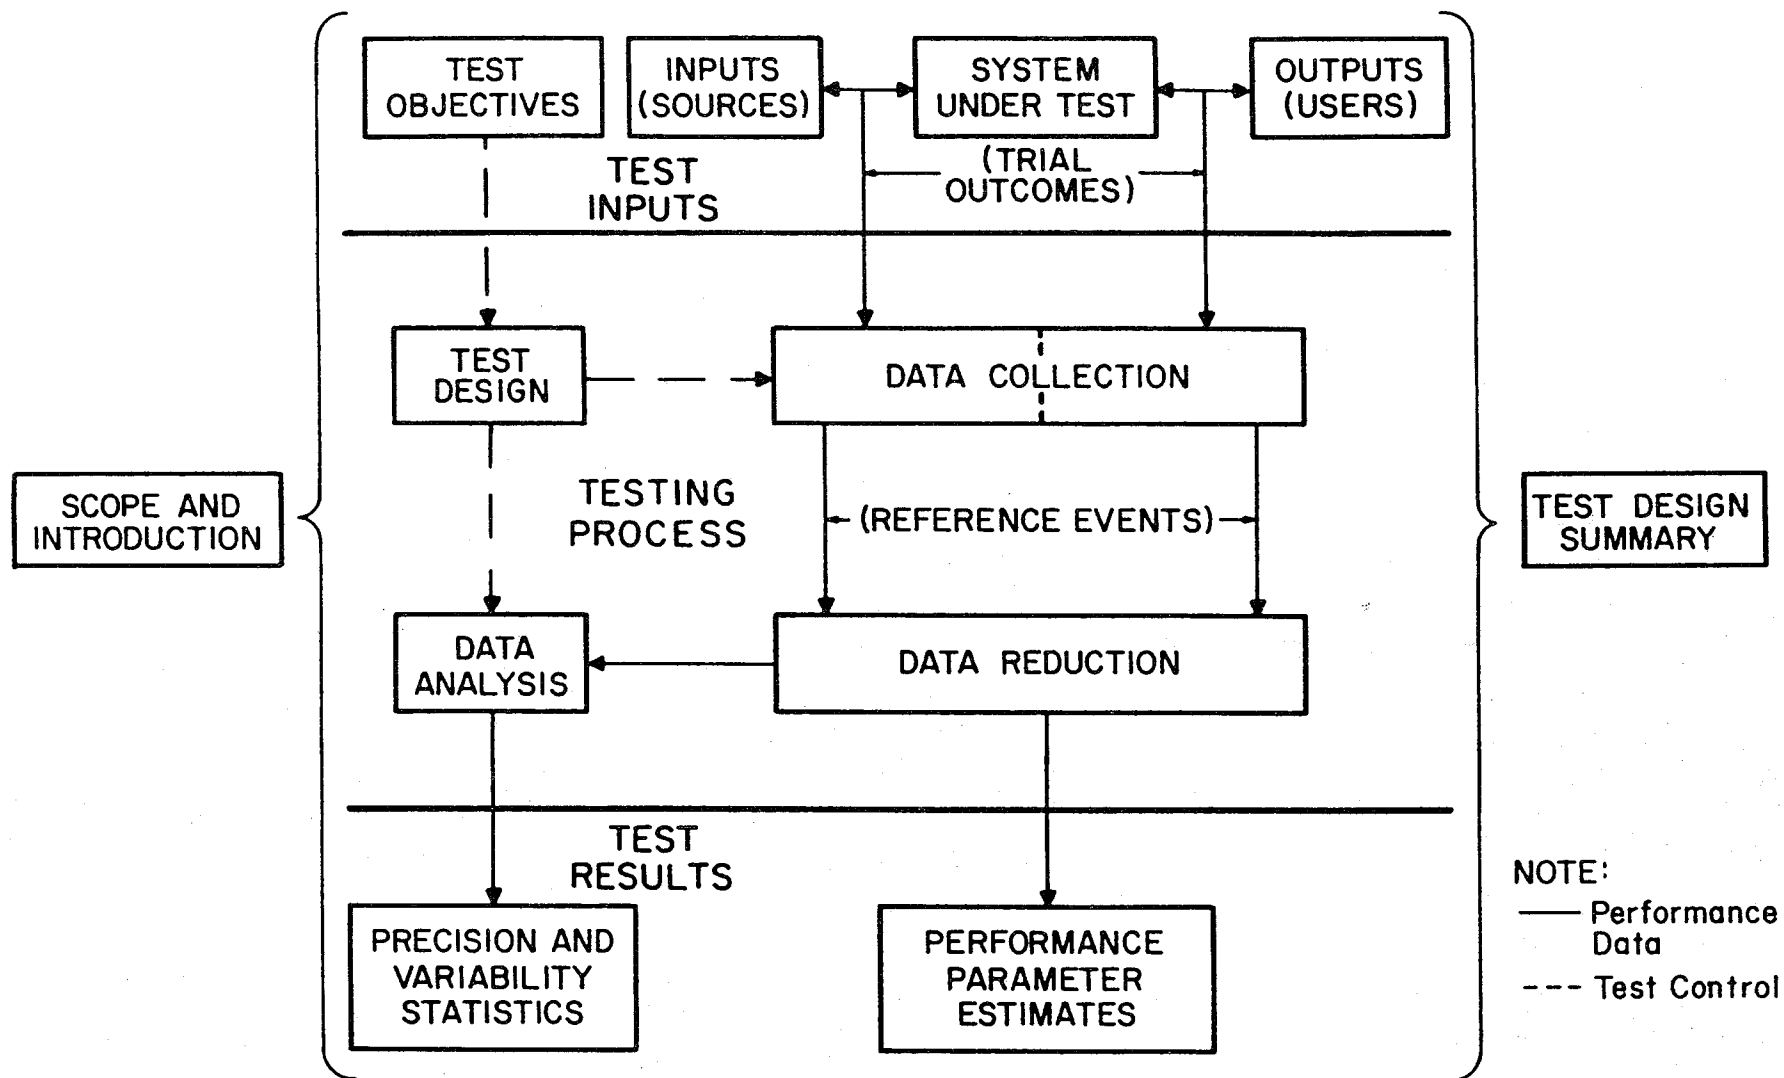 TEST
OBJECTIVES
INPUTS
(SOURCES)
SYSTEM
UNDER TEST
OUTPUTS
(USERS)
TEST
INPUTS
(TRIAL
OUTCOMES)
TEST
DESIGN
DATA COLLECTION
SCOPE AND
INTRODUCTION
TESTING
PROCESS
(REFERENCE EVENTS)
TEST DESIGN
SUMMARY
DATA
ANALYSIS
DATA REDUCTION
TEST
RESULTS
PRECISION AND
VARIABILITY
STATISTICS
PERFORMANCE
PARAMETER
ESTIMATES
NOTE:
Performance
Data
Test Control